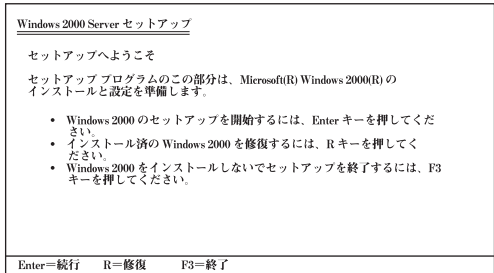 Windows 2000 Server セットアップ
セットアップへようこそ
セットアップ プログラムのこの部分は、Microsoft(R) Windows 2000(R) の
インストールと設定を準備します。
• Windows 2000 のセットアップを開始するには、Enter キーを押してくだ
さい。
• インストール済の Windows 2000 を修復するには、R キーを押してく
ださい。
• Windows 2000 をインストールしないでセットアップを終了するには、F3
キーを押してください。
Enter＝続行 R＝修復 F3＝終了